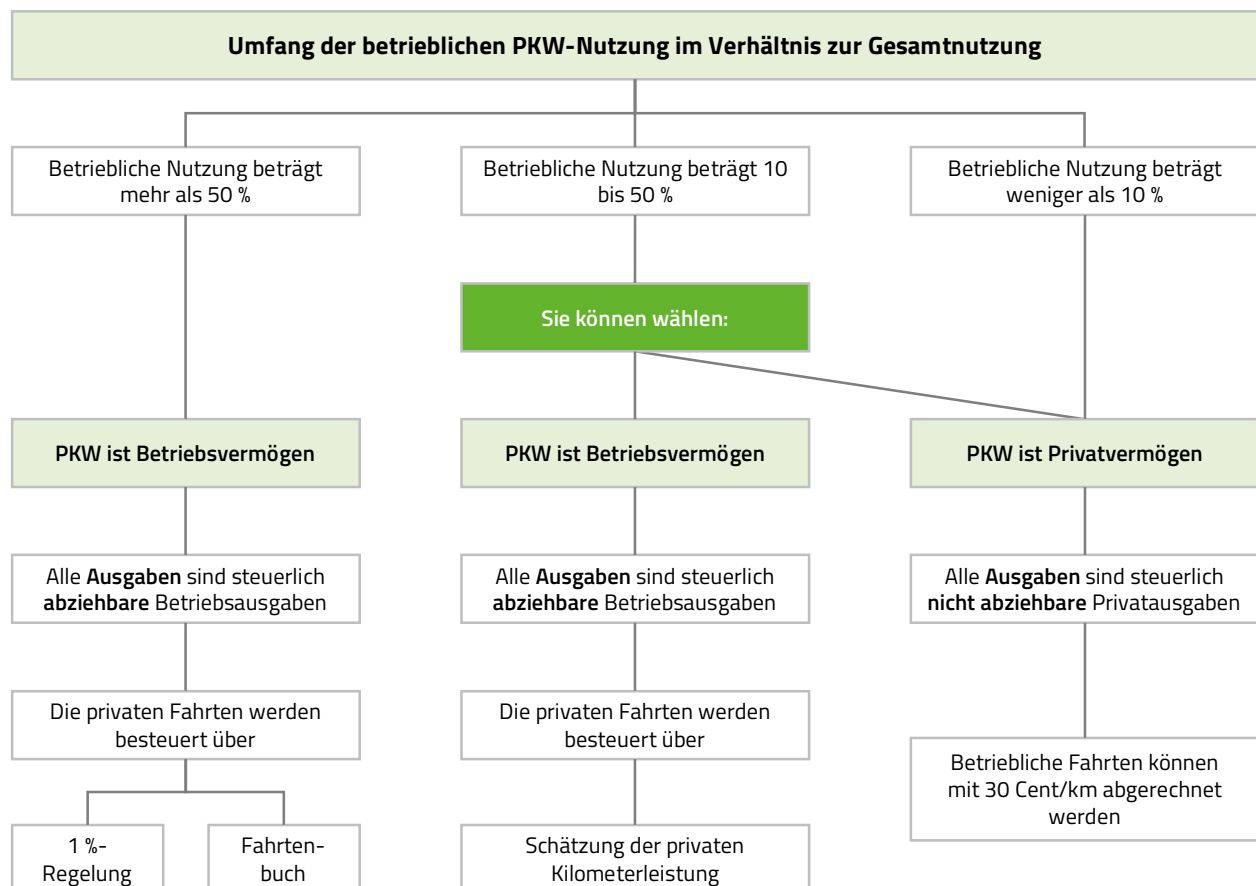 Umfang der betrieblichen PKW-Nutzung im Verhältnis zur Gesamtnutzung
Betriebliche Nutzung beträgt
mehr als 50 %
Betriebliche Nutzung beträgt 10
bis 50 %
Betriebliche Nutzung beträgt
weniger als 10 %
Sie können wählen:
PKW ist Betriebsvermögen
PKW ist Betriebsvermögen
PKW ist Privatvermögen
Alle Ausgaben sind steuerlich
abziehbare Betriebsausgaben
Alle Ausgaben sind steuerlich
abziehbare Betriebsausgaben
Alle Ausgaben sind steuerlich
nicht abziehbare Privatausgaben
Die privaten Fahrten werden
besteuert über
Die privaten Fahrten werden
besteuert über
Betriebliche Fahrten können
mit 30 Cent/km abgerechnet
werden
1 %-
Regelung
Fahrten-
buch
Schätzung der privaten
Kilometerleistung